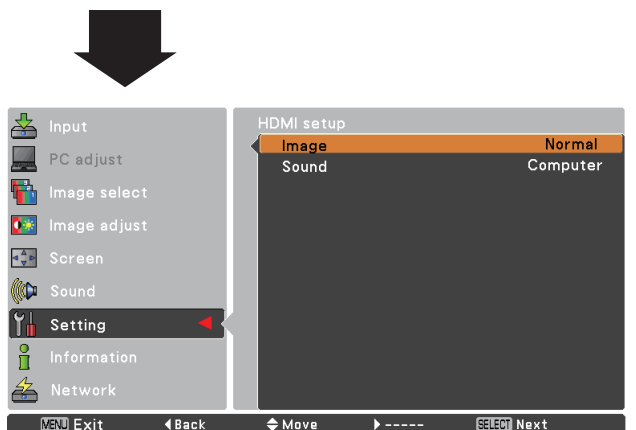 Input
PC adjust
Image select
Image adjust
Screen
Sound
Setting
Information
Network
HDMI setup
Image Normal
Sound Computer
MENU Exit Back Move ----- SELECT Next